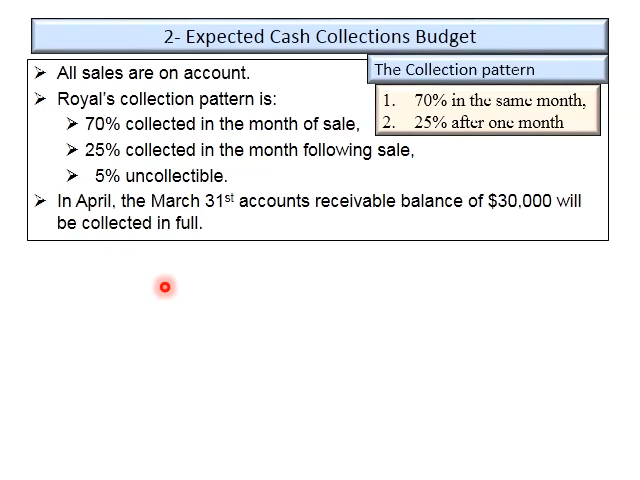 2- Expected Cash Collections Budget
The Collection pattern
1. 70% in the same month,
2. 25% after one month
➢ All sales are on account.
➢ Royal's collection pattern is:
➢ 70% collected in the month of sale,
➢ 25% collected in the month following sale,
➢ 5% uncollectible.
➢ In April, the March 31st accounts receivable balance of $30,000 will
be collected in full.